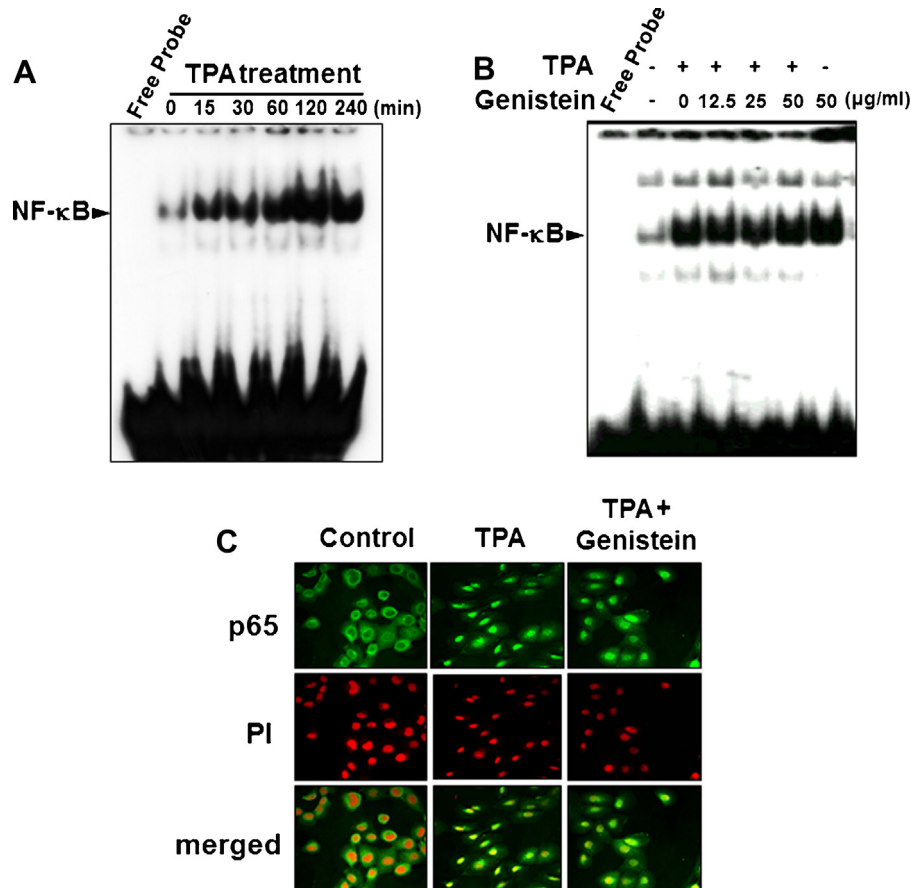 A
Free Probe
TPA treatment
0 15 30 60 120 240 (min)
NF-κB
B
Free Probe
TPA - + + + + -
Genistein - 0 12.5 25 50 50 (μg/ml)
NF-κB
C
Control
TPA
TPA +
Genistein
p65
PI
merged